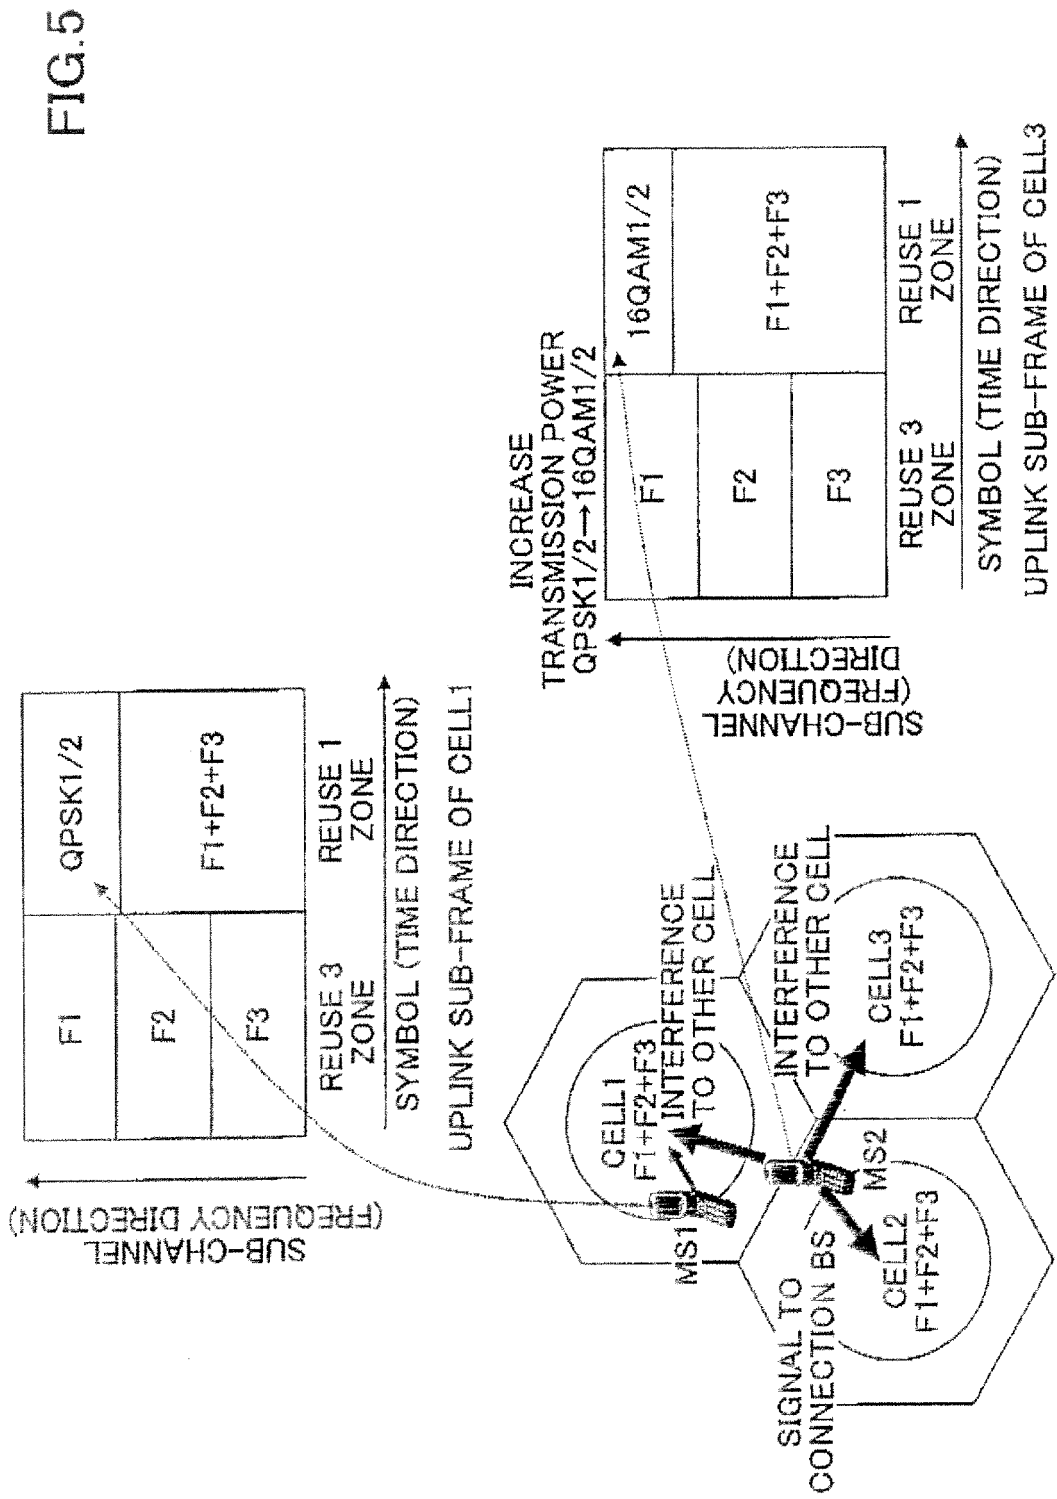 FIG.5
SUB-CHANNEL
(FREQUENCY DIRECTION)
F1
F2
F3
QPSK1/2
F1+F2+F3
REUSE 3
ZONE
REUSE 1
ZONE
SYMBOL (TIME DIRECTION)
UPLINK SUB-FRAME OF CELL1
INCREASE
TRANSMISSION POWER
QPSK1/2→16QAM1/2
SUB-CHANNEL
(FREQUENCY
DIRECTION)
F1
F2
F3
16QAM1/2
F1+F2+F3
REUSE 3
ZONE
REUSE 1
ZONE
SYMBOL (TIME DIRECTION)
UPLINK SUB-FRAME OF CELL3
MS1
CELL1
F1+F2+F3
INTERFERENCE
TO OTHER CELL
SIGNAL TO
CONNECTION BS
MS2
INTERFERENCE
TO OTHER CELL
CELL2
F1+F2+F3
CELL3
F1+F2+F3